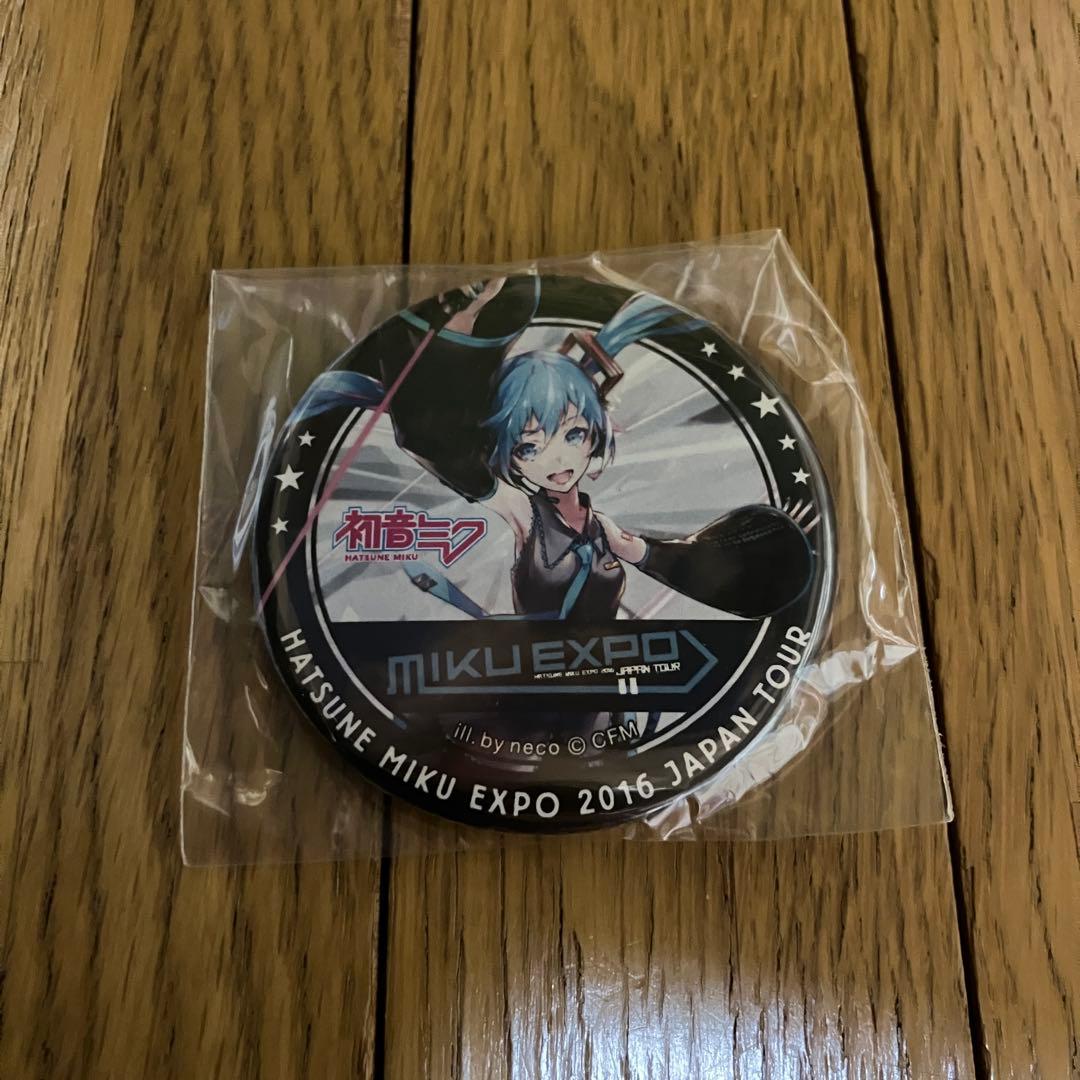 初音ミク
HATSUNE MIKU
MIKU EXPO
HATSUNE MIKU EXPO 2016 JAPAN TOUR
ill. by neco © CFM
HATSUNE MIKU EXPO 2016 JAPAN TOUR